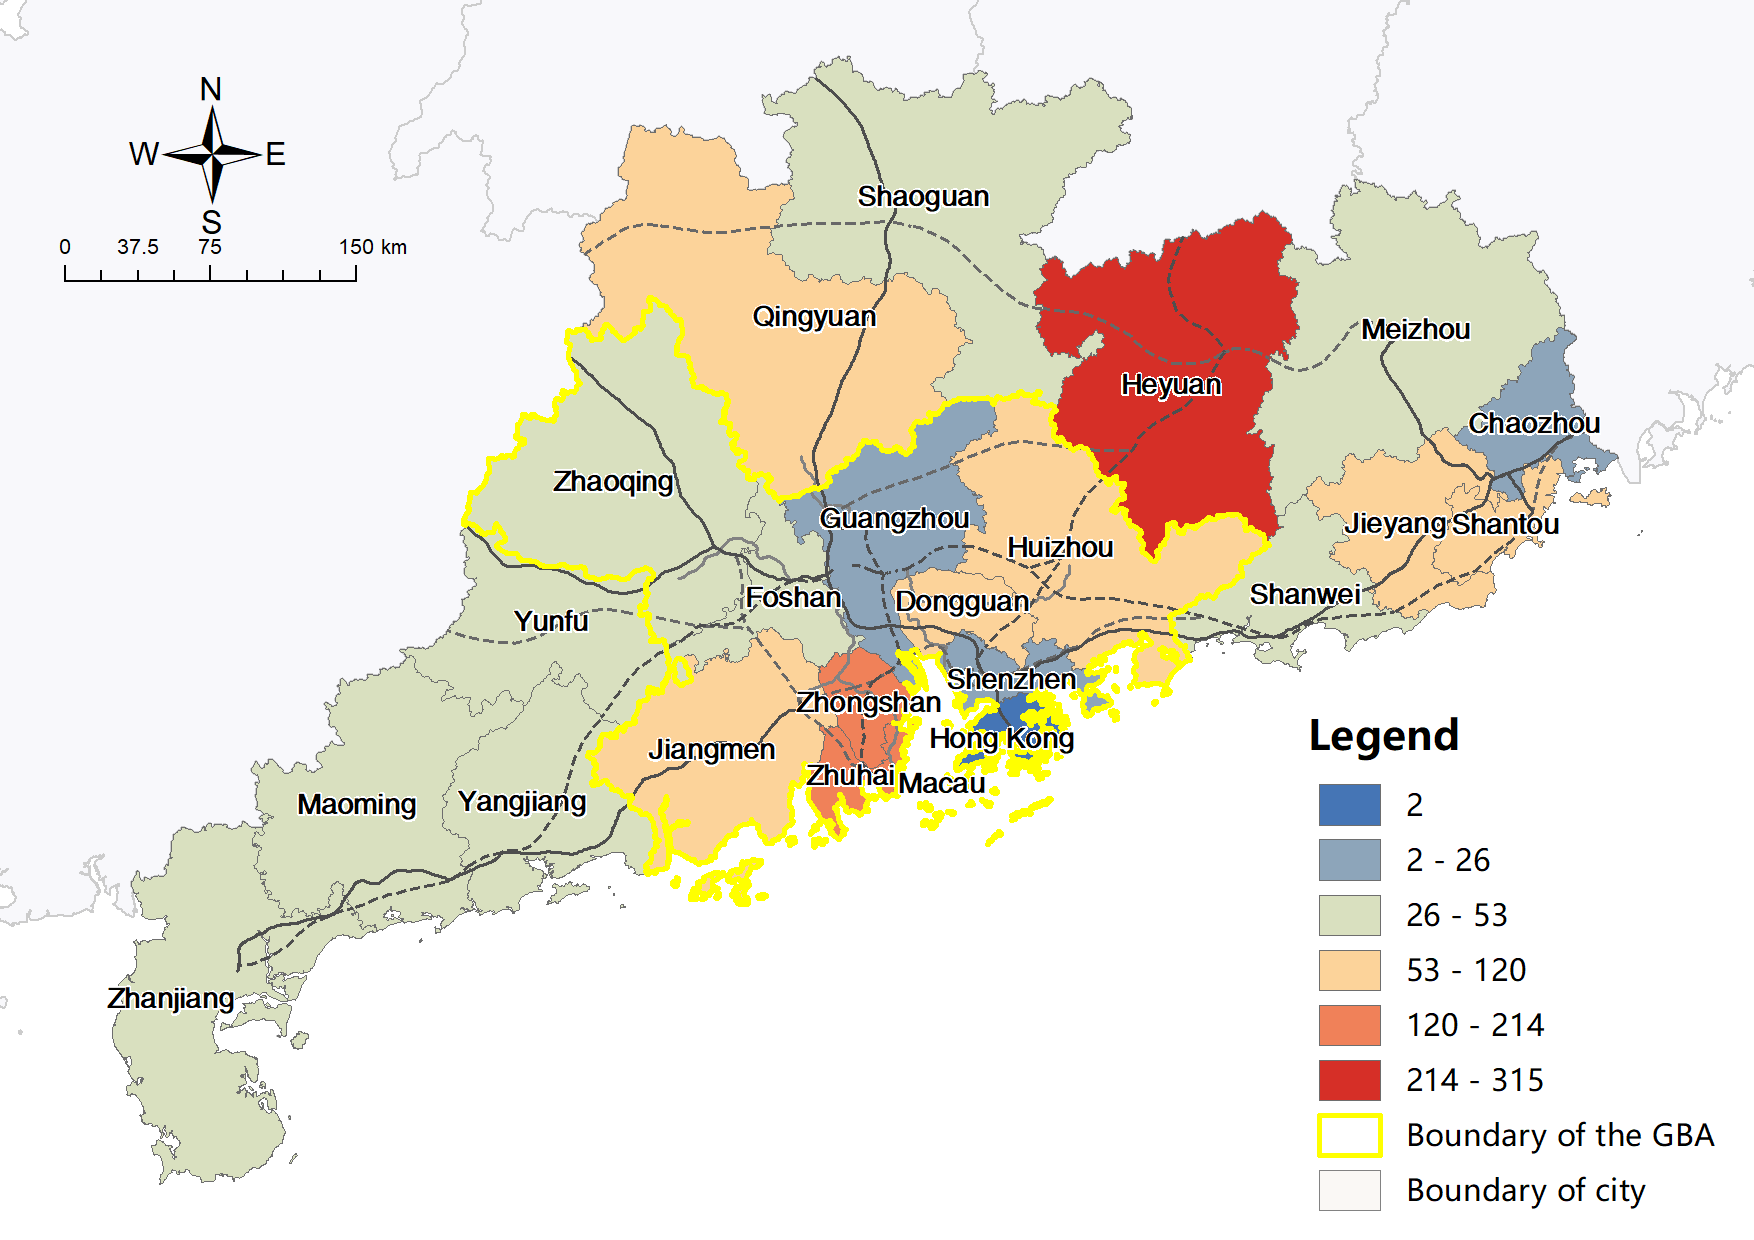 N
W
E
S
0 37.5 75 150 km
Shaoguan
Qingyuan
Meizhou
Heyuan
Chaozhou
Zhaoqing
Guangzhou
Jieyang
Shantou
Huizhou
Foshan
Dongguan
Shanwei
Yunfu
Shenzhen
Zhongshan
Hong Kong
Jiangmen
Zhuhai
Macau
Maoming
Yangjiang
Zhanjiang
Legend
2
2 - 26
26 - 53
53 - 120
120 - 214
214 - 315
Boundary of the GBA
Boundary of city